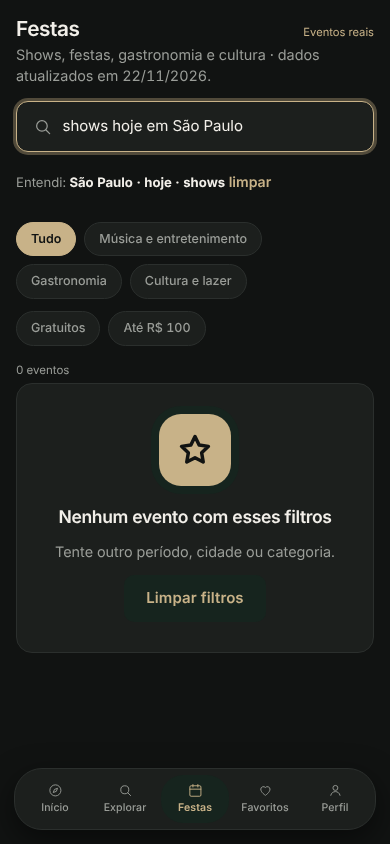 Festas
Eventos reais
Shows, festas, gastronomia e cultura · dados
atualizados em 22/11/2026.
shows hoje em São Paulo
Entendi: São Paulo · hoje · shows limpar
Tudo
Música e entretenimento
Gastronomia
Cultura e lazer
Gratuitos
Até R$ 100
0 eventos
Nenhum evento com esses filtros
Tente outro período, cidade ou categoria.
Limpar filtros
Início
Explorar
Festas
Favoritos
Perfil